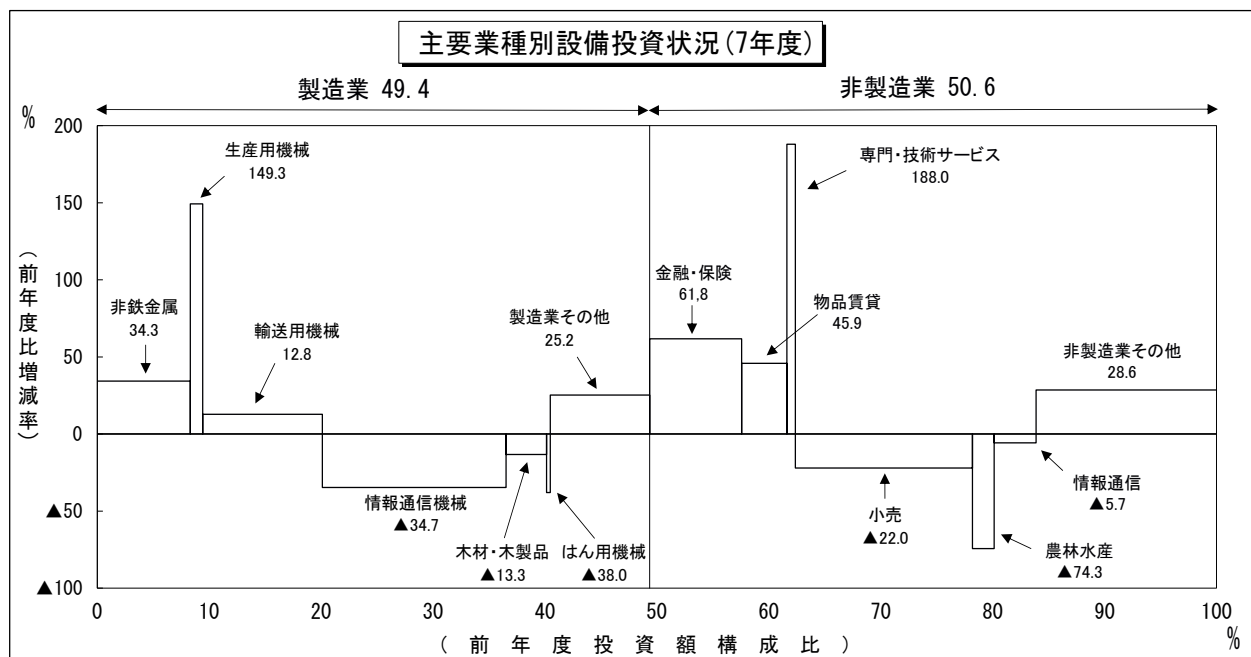 主要業種別設備投資状況(7年度)
製造業 49.4
非製造業 50.6
%
200
150
100
50
0
▲50
▲100
(前年度比増減率)
生産用機械
149.3
非鉄金属
34.3
輸送用機械
12.8
製造業その他
25.2
情報通信機械
▲34.7
木材・木製品
▲13.3
はん用機械
▲38.0
金融・保険
61,8
物品賃貸
45.9
専門・技術サービス
188.0
非製造業その他
28.6
小売
▲22.0
農林水産
▲74.3
情報通信
▲5.7
0 10 20 30 40 50 60 70 80 90 100
%
( 前 年 度 投 資 額 構 成 比 )